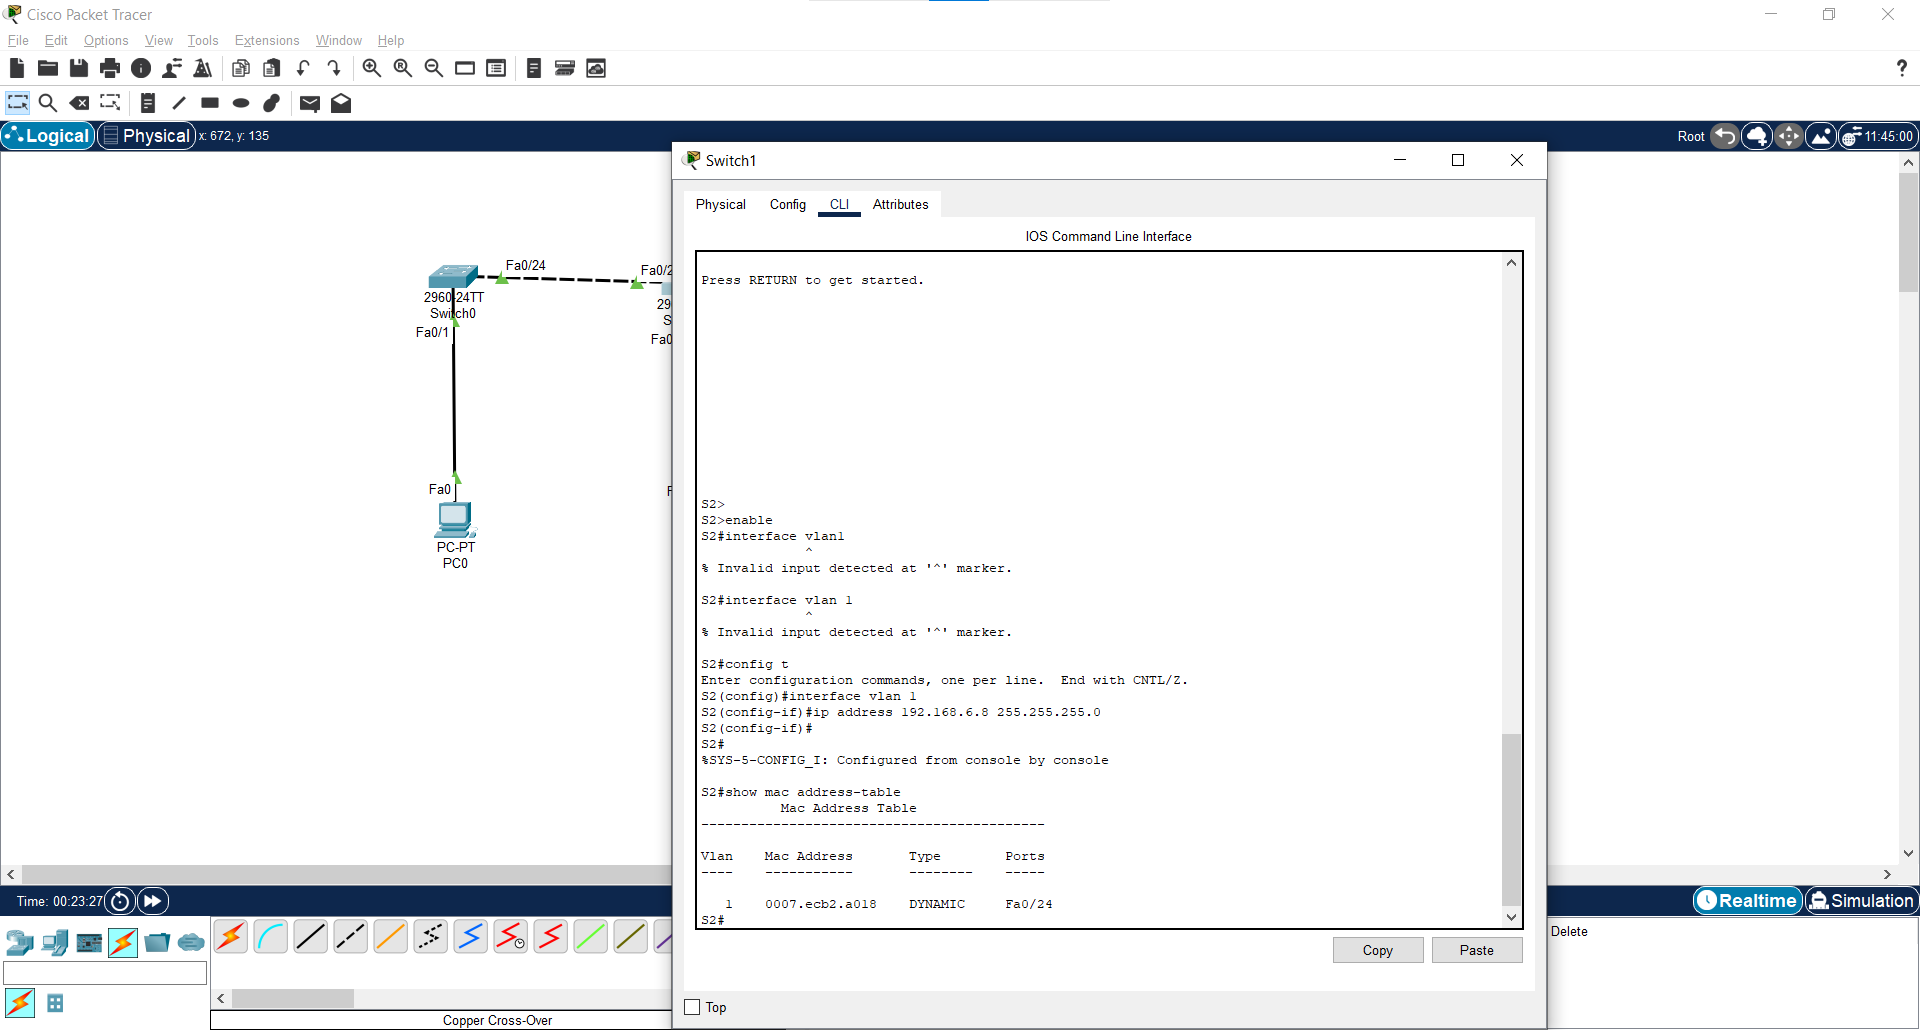 Cisco Packet Tracer
File Edit Options View Tools Extensions Window Help
?
Logical Physical x: 672, y: 135
Root 11:45:00
Switch1
Physical Config CLI Attributes
IOS Command Line Interface
Press RETURN to get started.
S2>
S2>enable
S2#interface vlan1
^
% Invalid input detected at '^' marker.
S2#interface vlan 1
^
% Invalid input detected at '^' marker.
S2#config t
Enter configuration commands, one per line.  End with CNTL/Z.
S2(config)#interface vlan 1
S2(config-if)#ip address 192.168.6.8 255.255.255.0
S2(config-if)#
S2#
%SYS-5-CONFIG_I: Configured from console by console
S2#show mac address-table
Mac Address Table
-------------------------------------------
Vlan    Mac Address       Type        Ports
----    -----------       --------    -----
1    0007.ecb2.a018    DYNAMIC     Fa0/24
S2#
Copy Paste
Top
Fa0/24
Fa0/2
2960-24TT
Switch0
Fa0/1
29
S
Fa0
Fa0
F
PC-PT
PC0
Time: 00:23:27
Realtime Simulation
Delete
Copper Cross-Over